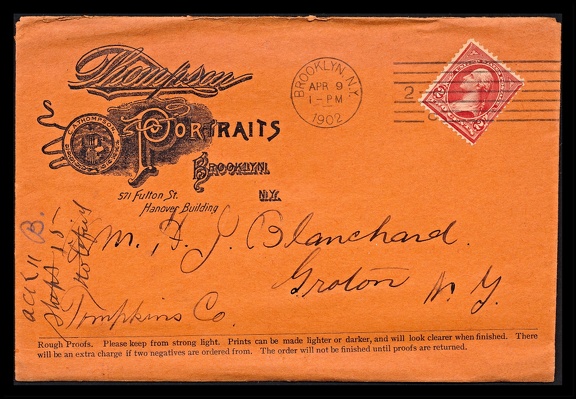 Thompson
PORTRAITS
BROOKLYN.
N.Y.
571 Fulton St.
Hanover Building
BROOKLYN, N.Y.
APR 9
1-PM
1902
2
M. F. J. Blanchard.
Groton N. Y.
Tompkins Co.
B.
Rough Proofs. Please keep from strong light. Prints can be made lighter or darker, and will look clearer when finished. There
will be an extra charge if two negatives are ordered from. The order will not be finished until proofs are returned.